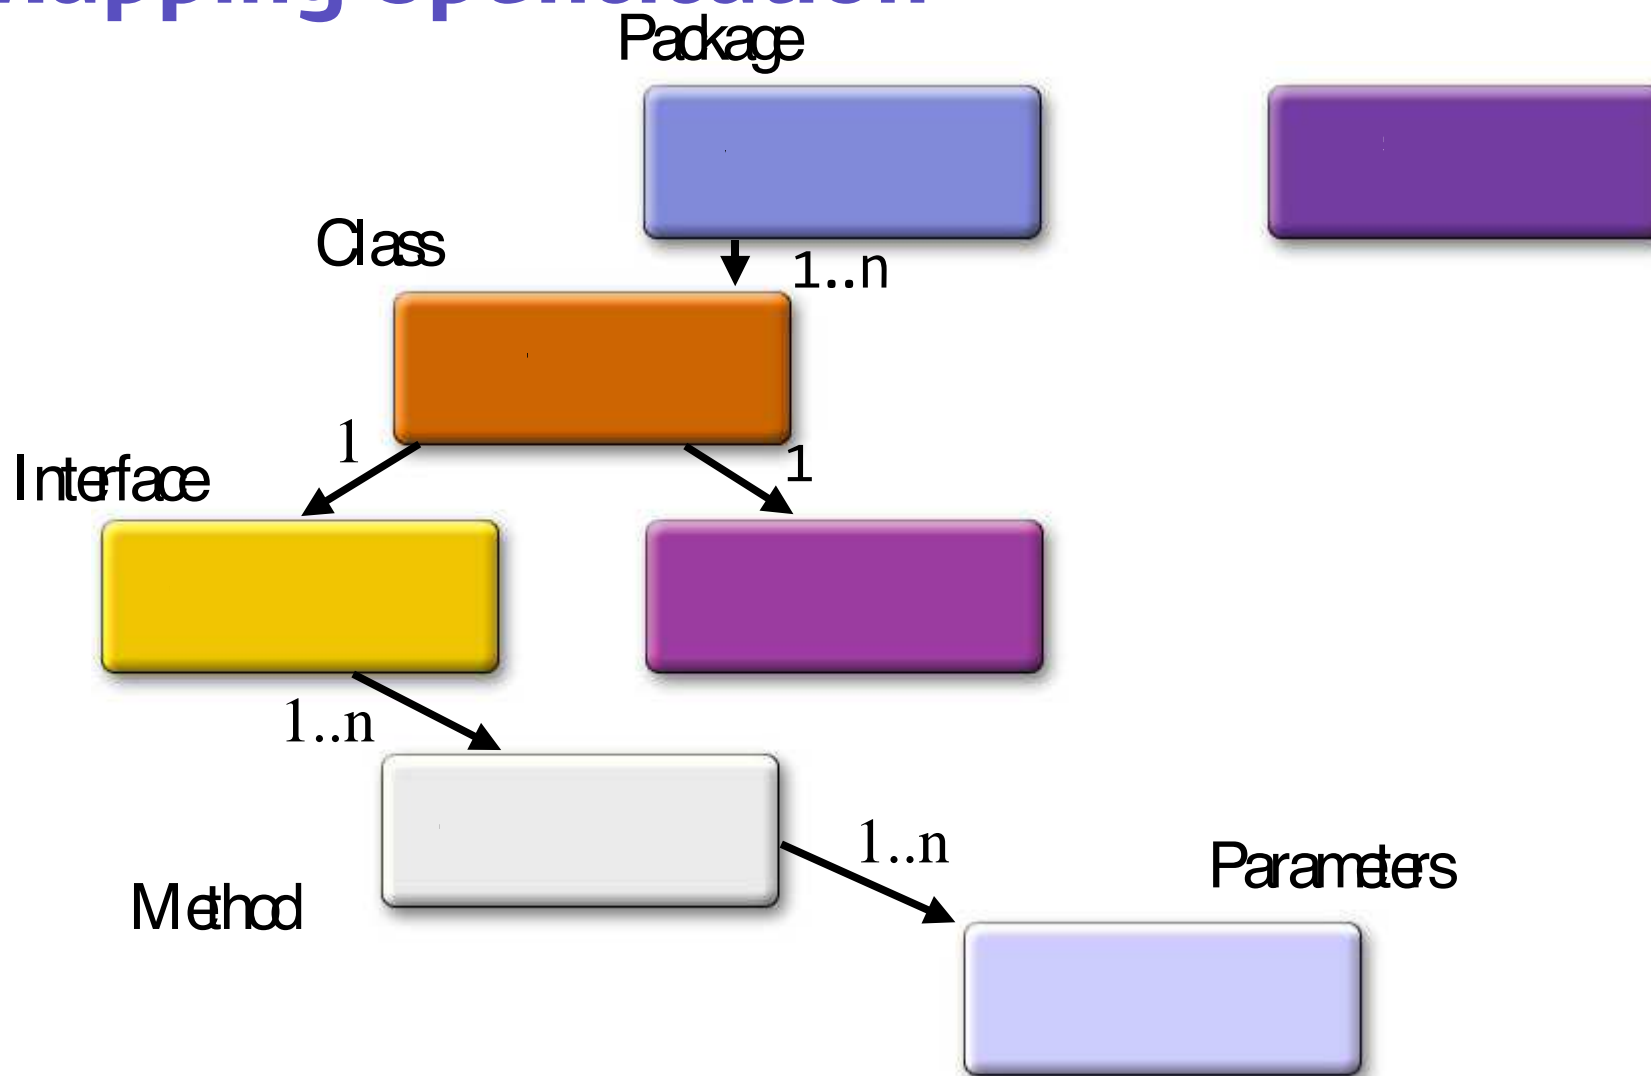 Package
Class
1..n
1
1
Interface
1..n
1..n
Parameters
Method